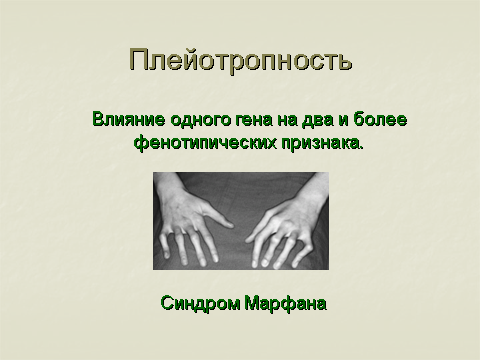 Плейотропность
Влияние одного гена на два и более
фенотипических признака.
Синдром Марфана